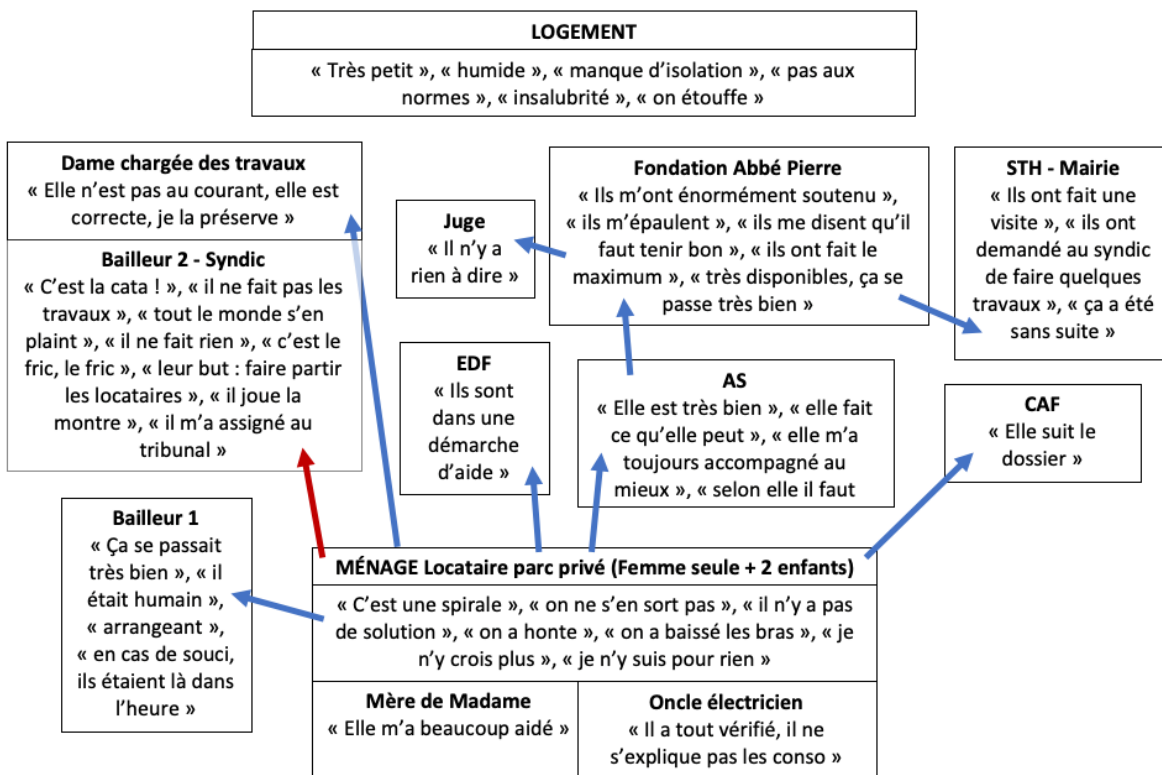 LOGEMENT
« Très petit », « humide », « manque d’isolation », « pas aux
normes », « insalubrité », « on étouffe »
Dame chargée des travaux
« Elle n’est pas au courant, elle est
correcte, je la préserve »
Bailleur 2 - Syndic
« C’est la cata ! », « il ne fait pas les
travaux », « tout le monde s’en
plaint », « il ne fait rien », « c’est le
fric, le fric », « leur but : faire partir
les locataires », « il joue la
montre », « il m’a assigné au
tribunal »
Juge
« Il n’y a
rien à dire »
Fondation Abbé Pierre
« Ils m’ont énormément soutenu »,
« ils m’épaulent », « ils me disent qu’il
faut tenir bon », « ils ont fait le
maximum », « très disponibles, ça se
passe très bien »
STH - Mairie
« Ils ont fait une
visite », « ils ont
demandé au syndic
de faire quelques
travaux », « ça a été
sans suite »
EDF
« Ils sont
dans une
démarche
d’aide »
AS
« Elle est très bien », « elle fait
ce qu’elle peut », « elle m’a
toujours accompagné au
mieux », « selon elle il faut
CAF
« Elle suit le
dossier »
Bailleur 1
« Ça se passait
très bien », « il
était humain »,
« arrangeant »,
« en cas de souci,
ils étaient là dans
l’heure »
MÉNAGE Locataire parc privé (Femme seule + 2 enfants)
« C’est une spirale », « on ne s’en sort pas », « il n’y a pas
de solution », « on a honte », « on a baissé les bras », « je
n’y crois plus », « je n’y suis pour rien »
Mère de Madame
« Elle m’a beaucoup aidé »
Oncle électricien
« Il a tout vérifié, il ne
s’explique pas les conso »